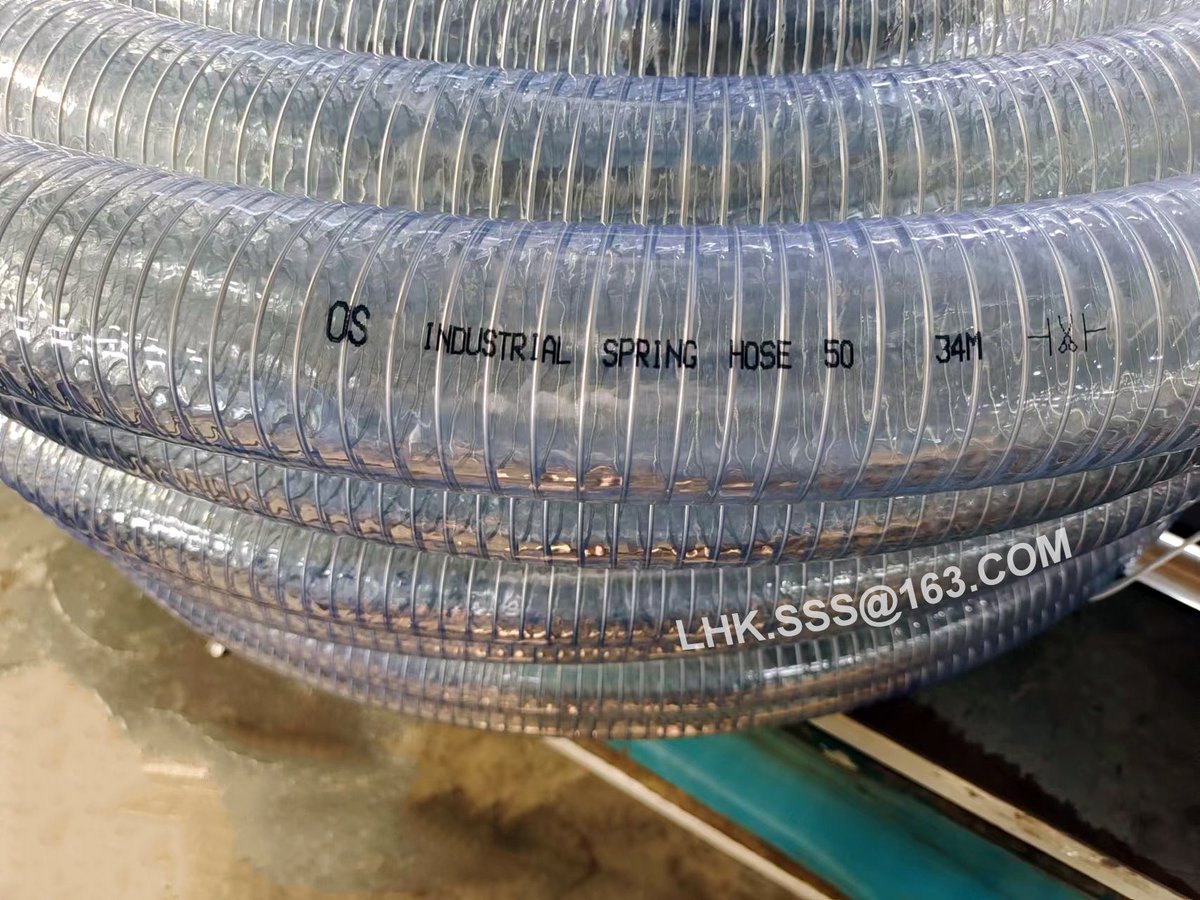 OS INDUSTRIAL SPRING HOSE 50 34M
LHK.SSS@163.COM